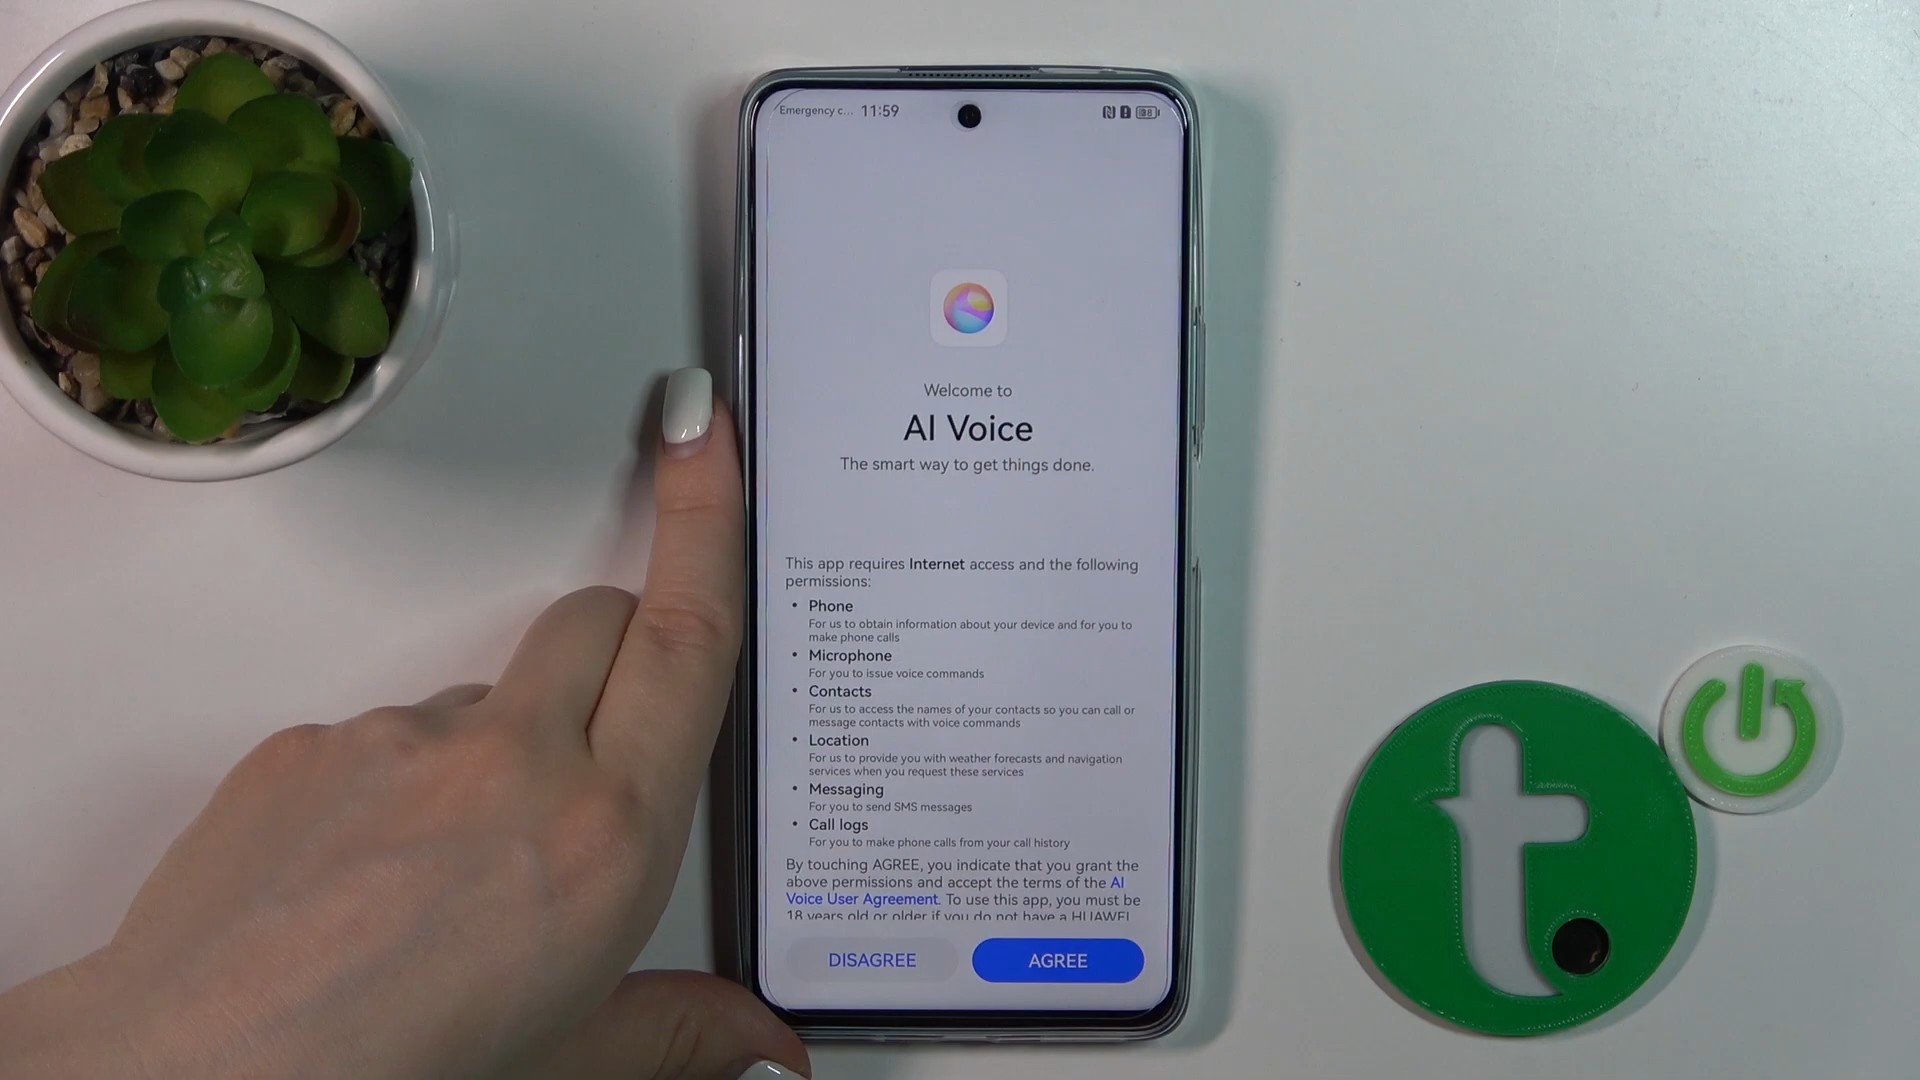 Emergency c... 11:59
38
Welcome to
AI Voice
The smart way to get things done.
This app requires Internet access and the following
permissions:
• Phone
For us to obtain information about your device and for you to
make phone calls
• Microphone
For you to issue voice commands
• Contacts
For us to access the names of your contacts so you can call or
message contacts with voice commands
• Location
For us to provide you with weather forecasts and navigation
services when you request these services
• Messaging
For you to send SMS messages
• Call logs
For you to make phone calls from your call history
By touching AGREE, you indicate that you grant the
above permissions and accept the terms of the AI
Voice User Agreement. To use this app, you must be
18 years old or older if you do not have a HUAWEI
DISAGREE AGREE
t